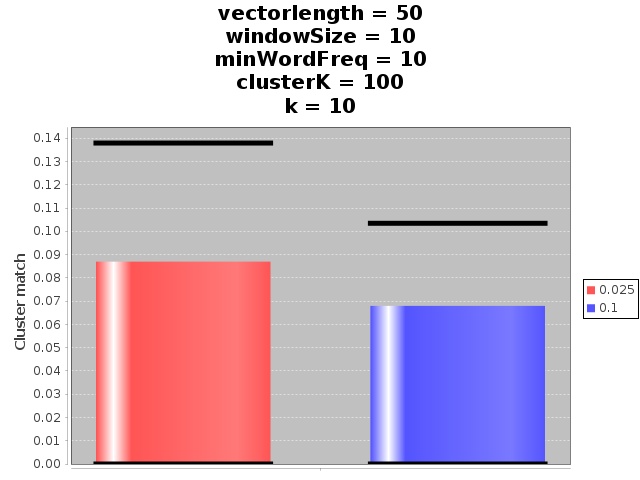 vectorlength = 50
windowSize = 10
minWordFreq = 10
clusterK = 100
k = 10
0.14
0.13
0.12
0.11
0.10
0.09
0.08
0.07
0.06
0.05
0.04
0.03
0.02
0.01
0.00
Cluster match
0.025
0.1